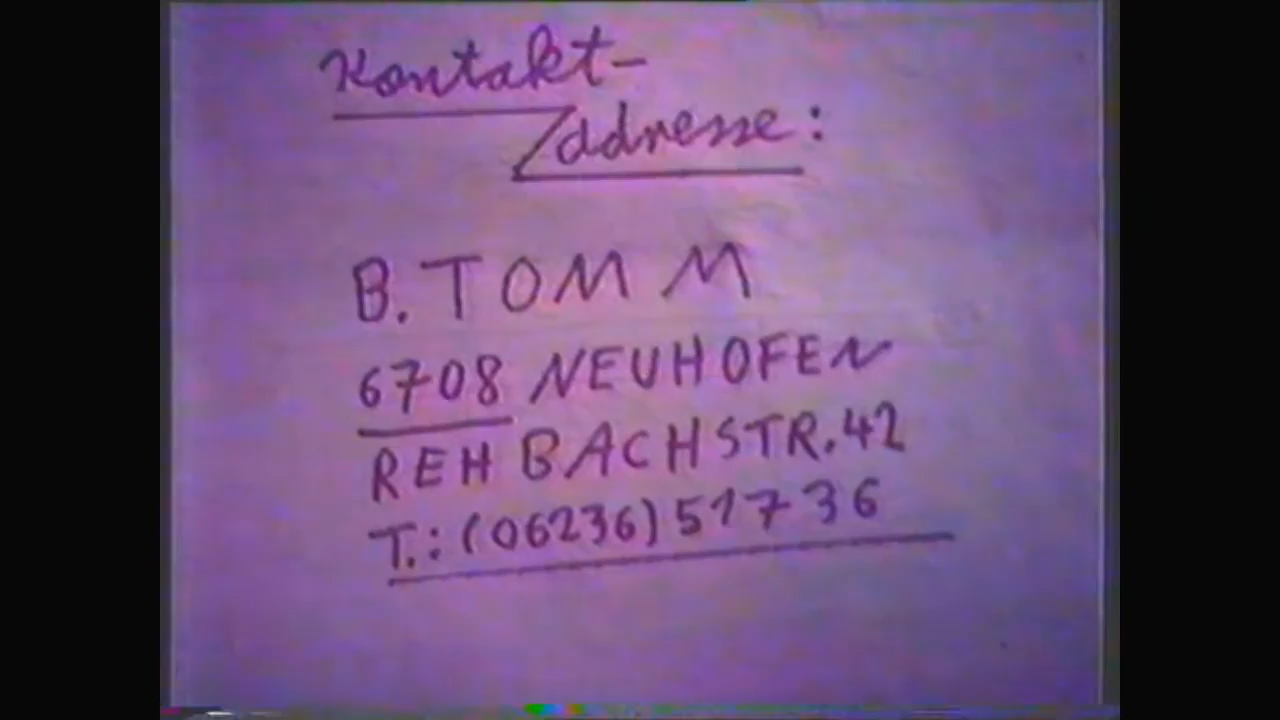 Kontakt-
adresse:
B. TOMM
6708 NEUHOFEN
REHBACHSTR. 42
T.: (06236) 51736